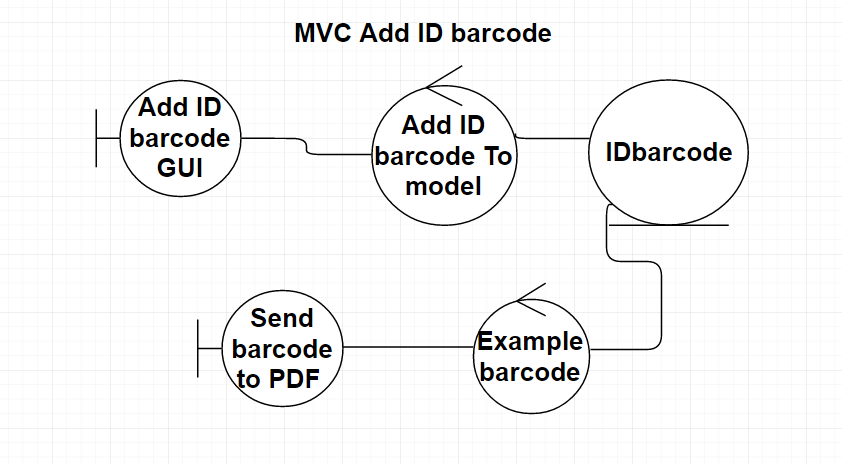 MVC Add ID barcode
Add ID
barcode
GUI
Add ID
barcode To
model
IDbarcode
Send
barcode
to PDF
Example
barcode